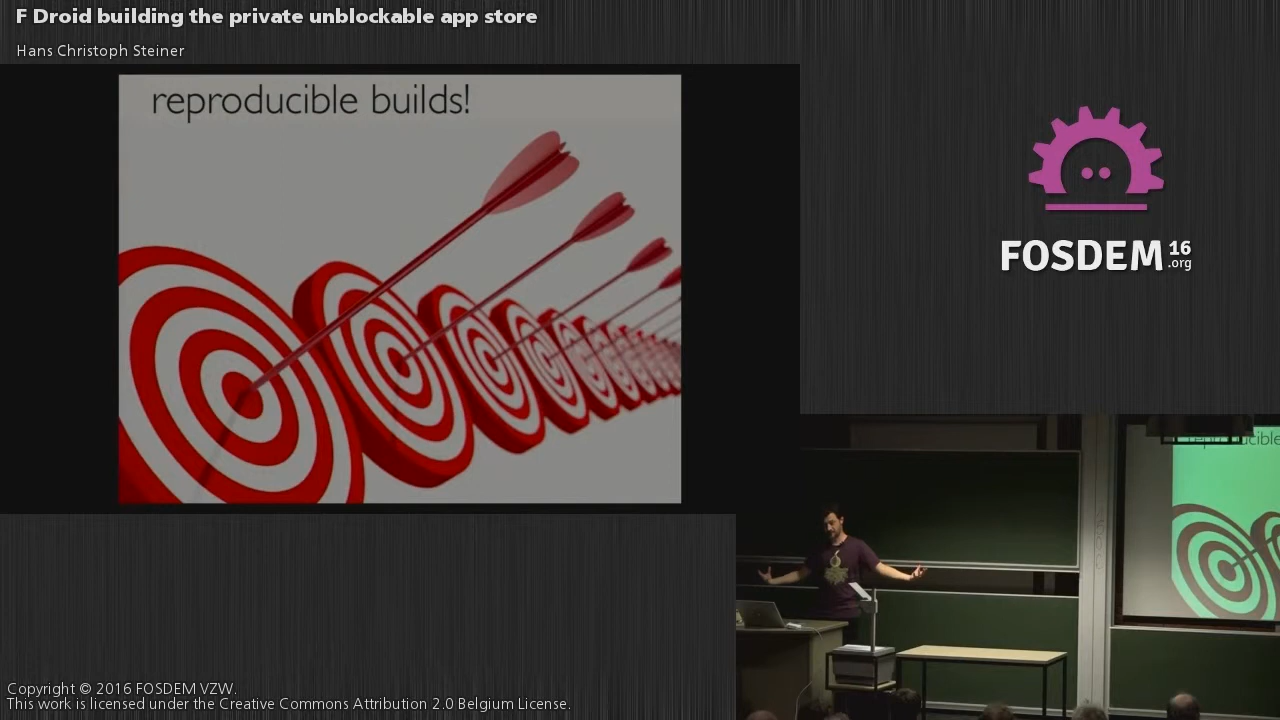 F Droid building the private unblockable app store
Hans Christoph Steiner
reproducible builds!
FOSDEM 16
.org
reproducible
Copyright © 2016 FOSDEM VZW.
This work is licensed under the Creative Commons Attribution 2.0 Belgium License.